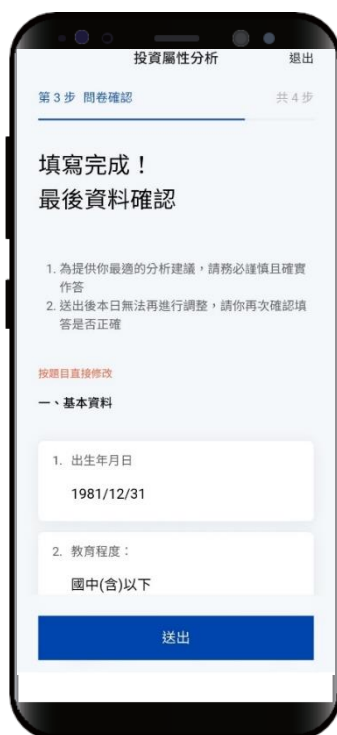 投資屬性分析 退出
第3步 問卷確認 共4步
填寫完成！
最後資料確認
1. 為提供你最適的分析建議，請務必謹慎且確實
作答
2. 送出後本日無法再進行調整，請你再次確認填
答是否正確
按題目直接修改
一、基本資料
1. 出生年月日
1981/12/31
2. 教育程度：
國中(含)以下
送出